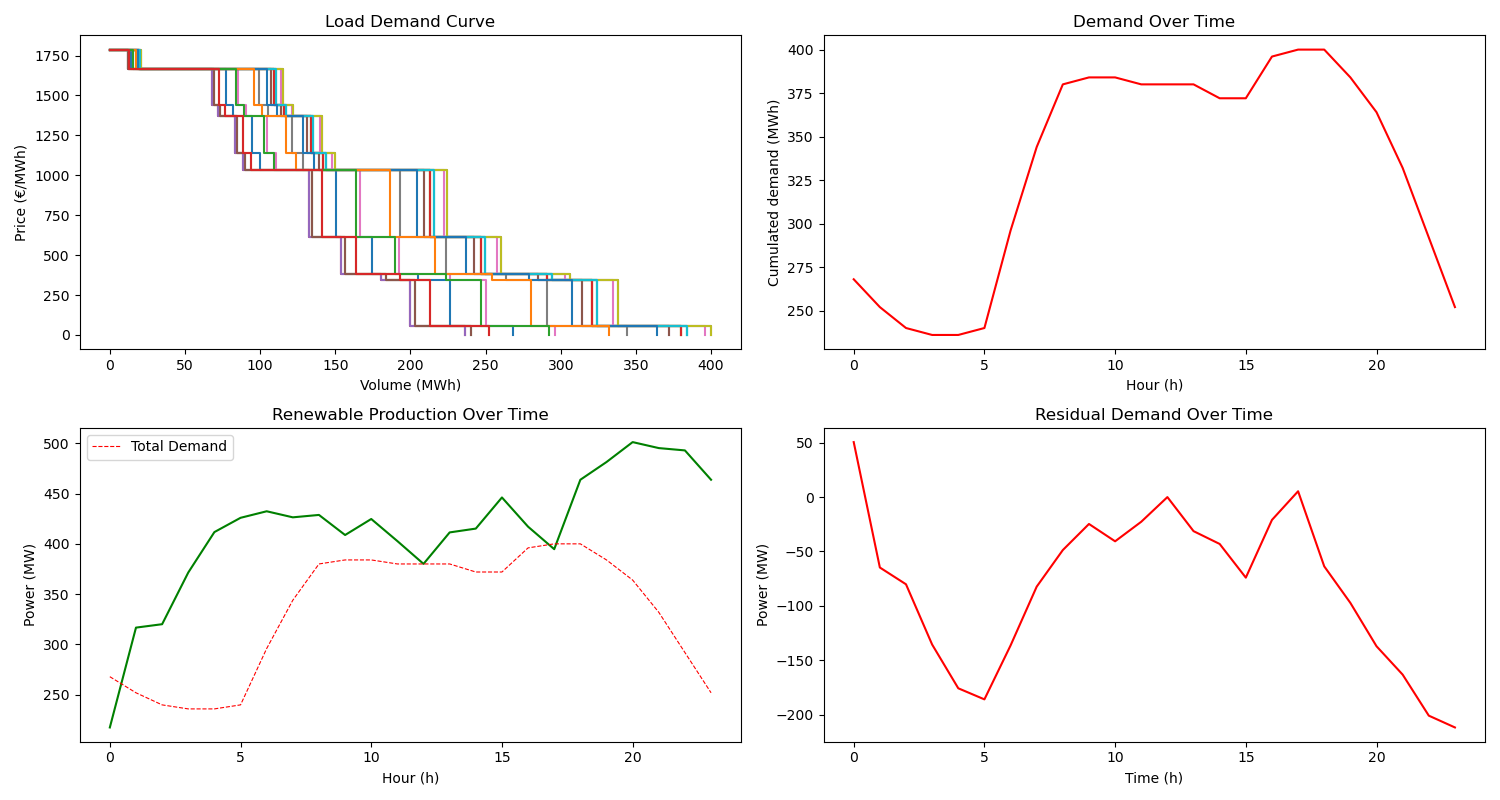 Load Demand Curve
Price (€/MWh)
1750
1500
1250
1000
750
500
250
0
0 50 100 150 200 250 300 350 400
Volume (MWh)
Demand Over Time
Cumulated demand (MWh)
400
375
350
325
300
275
250
0 5 10 15 20
Hour (h)
Renewable Production Over Time
Total Demand
Power (MW)
500
450
400
350
300
250
0 5 10 15 20
Hour (h)
Residual Demand Over Time
Power (MW)
50
0
−50
−100
−150
−200
0 5 10 15 20
Time (h)